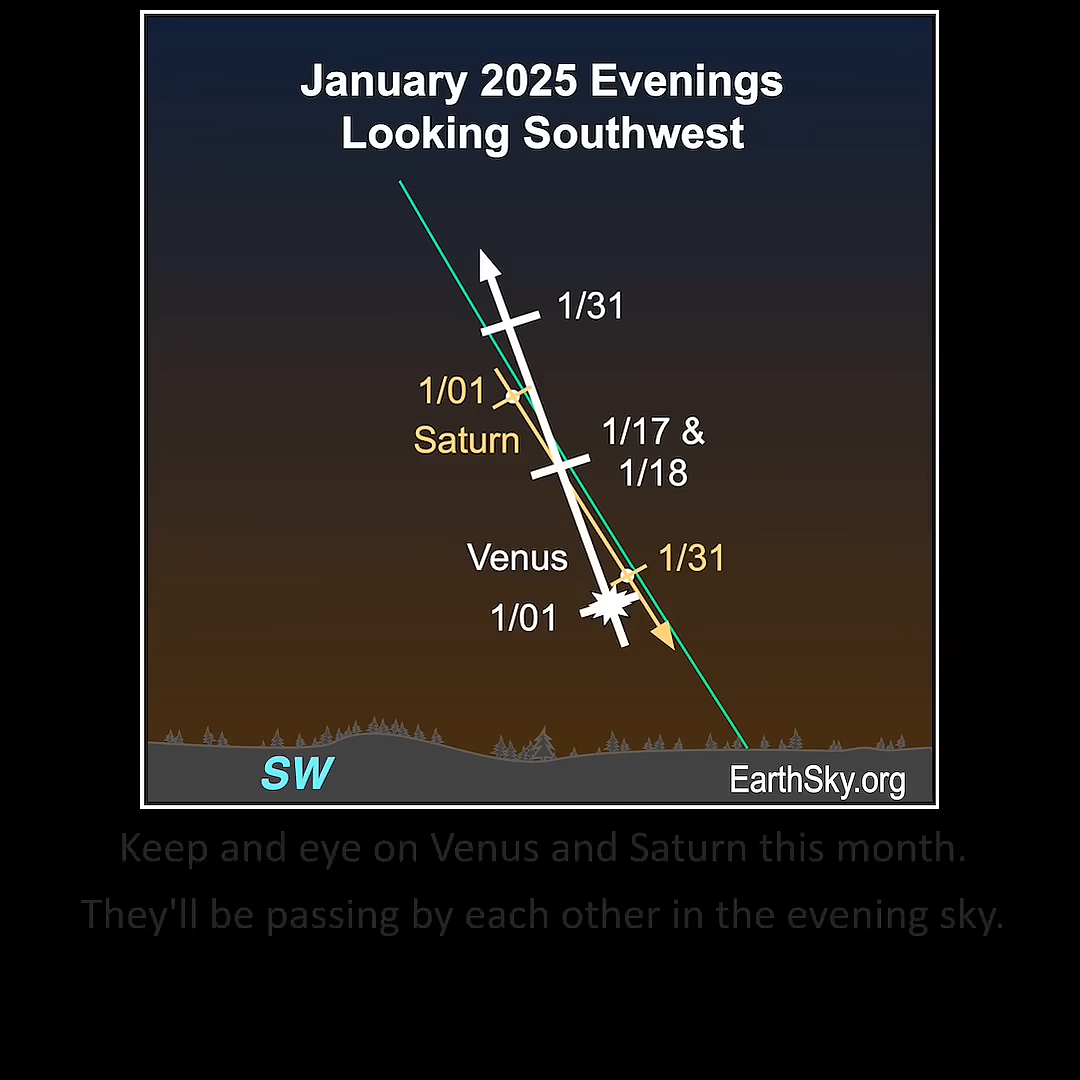 January 2025 Evenings
Looking Southwest
1/31
1/01
Saturn
1/17 &
1/18
Venus
1/31
1/01
SW
EarthSky.org
Keep and eye on Venus and Saturn this month.
They'll be passing by each other in the evening sky.